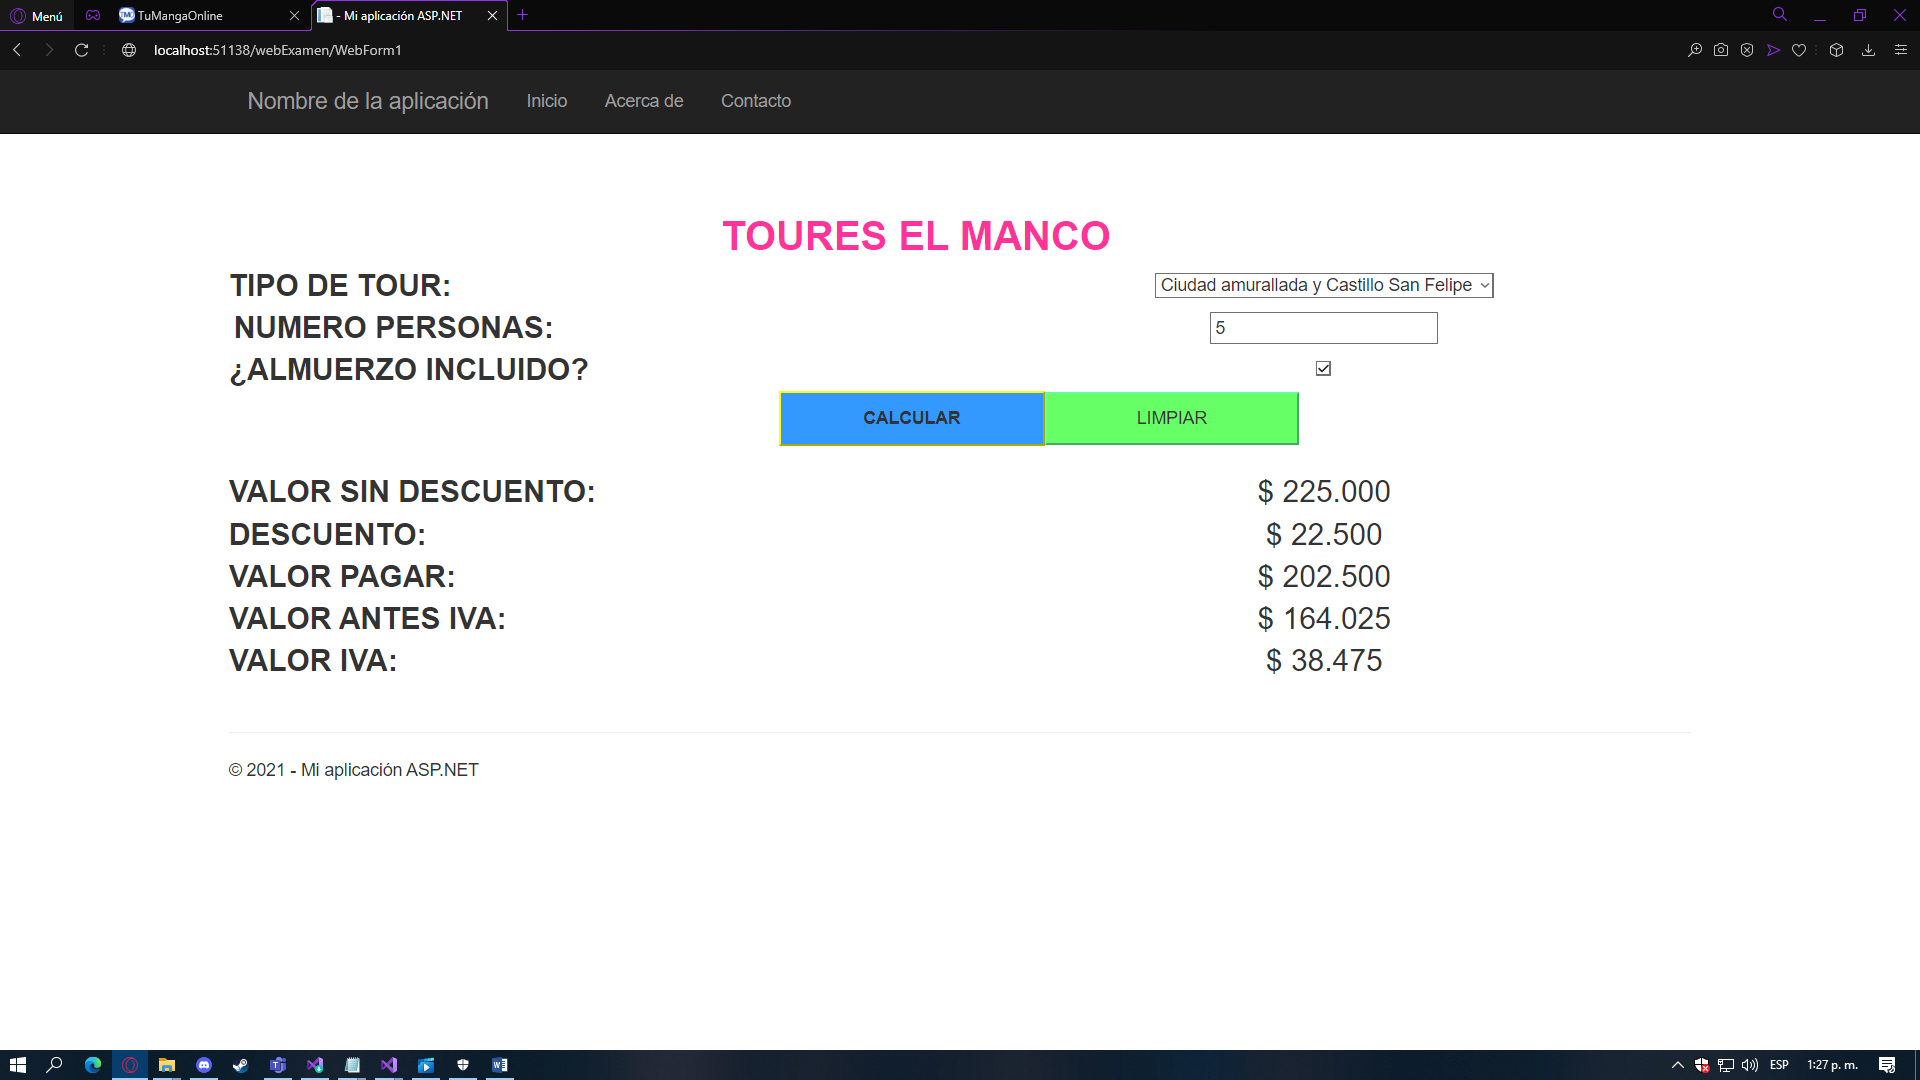 Menú
TuMangaOnline
- Mi aplicación ASP.NET
localhost:51138/webExamen/WebForm1
Nombre de la aplicación Inicio Acerca de Contacto
TOURES EL MANCO
TIPO DE TOUR: Ciudad amurallada y Castillo San Felipe
NUMERO PERSONAS: 5
¿ALMUERZO INCLUIDO?
CALCULAR LIMPIAR
VALOR SIN DESCUENTO: $ 225.000
DESCUENTO: $ 22.500
VALOR PAGAR: $ 202.500
VALOR ANTES IVA: $ 164.025
VALOR IVA: $ 38.475
© 2021 - Mi aplicación ASP.NET
ESP 1:27 p. m.